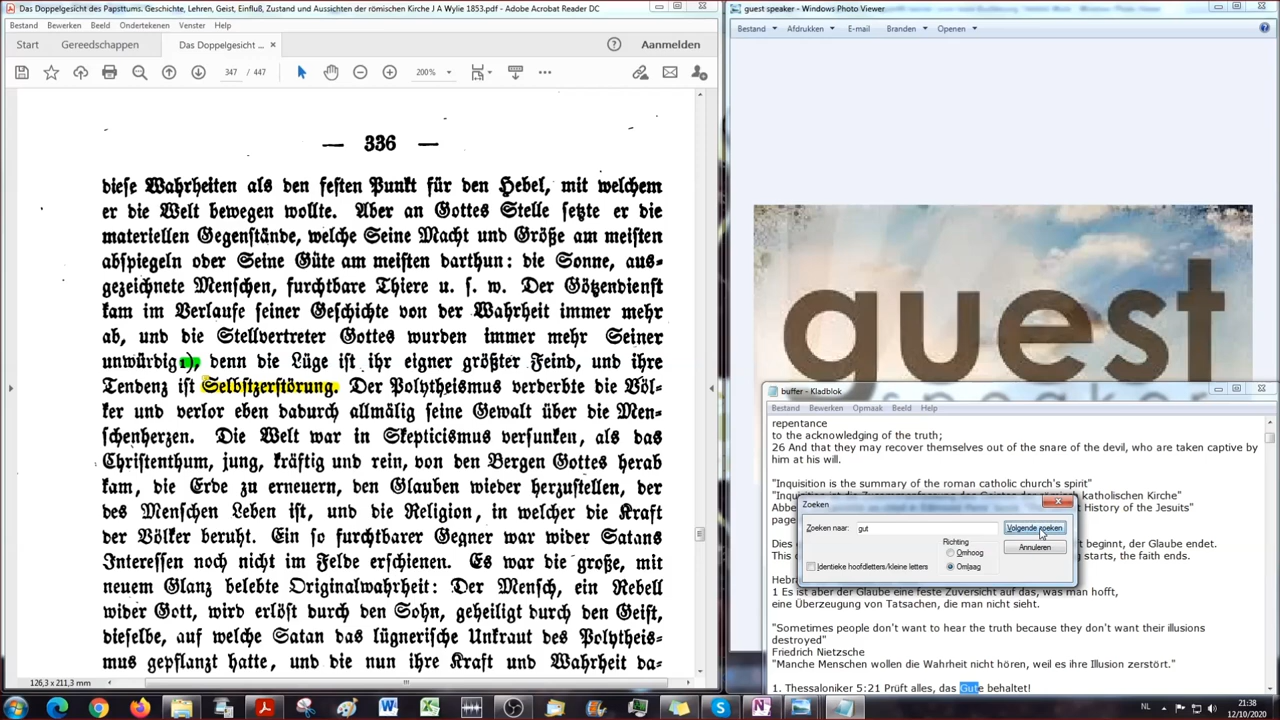 Das Doppelgesicht des Papsttums. Geschichte, Lehren, Geist, Einfluß, Zustand und Aussichten der römischen Kirche J A Wylie 1853.pdf - Adobe Acrobat Reader DC
Bestand Bewerken Beeld Ondertekenen Venster Help
Start Gereedschappen Das Doppelgesicht ... × Aanmelden
347 / 447 200%
— 336 —
diese Wahrheiten als den festen Punkt für den Hebel, mit welchem
er die Welt bewegen wollte. Aber an Gottes Stelle setzte er die
materiellen Gegenstände, welche Seine Macht und Größe am meisten
abspiegeln oder Seine Güte am meisten darthun: die Sonne, aus-
gezeichnete Menschen, furchtbare Thiere u. s. w. Der Götzendienst
kam im Verlaufe seiner Geschichte von der Wahrheit immer mehr
ab, und die Stellvertreter Gottes wurden immer mehr Seiner
unwürdig1), denn die Lüge ist ihr eigner größter Feind, und ihre
Tendenz ist Selbstzerstörung. Der Polytheismus verderbte die Völ-
ker und verlor eben dadurch allmälig seine Gewalt über die Men-
schenherzen. Die Welt war in Skepticismus versunken, als das
Christenthum, jung, kräftig und rein, von den Bergen Gottes herab
kam, die Erde zu erneuern, den Glauben wieder herzustellen, der
des Menschen Leben ist, und die Religion, in welcher die Kraft
der Völker beruht. Ein so furchtbarer Gegner war wider Satans
Interessen noch nicht im Felde erschienen. Es war die große, mit
neuem Glanz belebte Originalwahrheit: Der Mensch, ein Rebell
wider Gott, wird erlöst durch den Sohn, geheiligt durch den Geist,
dieselbe, auf welche Satan das lügnerische Unkraut des Polytheis-
mus gepflanzt hatte, und die nun ihre Kraft und Wahrheit da-
126,3 x 211,3 mm
guest speaker - Windows Photo Viewer
Bestand Afdrukken E-mail Branden Openen
guest
speaker
buffer - Kladblok
Bestand Bewerken Opmaak Beeld Help
repentance
to the acknowledging of the truth;
26 And that they may recover themselves out of the snare of the devil, who are taken captive by
him at his will.
"Inquisition is the summary of the roman catholic church's spirit"
"Inquisition katholischen Kirche"
Abbe History of the Jesuits"
page
Dies beginnt, der Glaube endet.
This starts, the faith ends.
Hebr
1 Es ist aber der Glaube eine feste Zuversicht auf das, was man hofft,
eine Überzeugung von Tatsachen, die man nicht sieht.
"Sometimes people don't want to hear the truth because they don't want their illusions
destroyed"
Friedrich Nietzsche
"Manche Menschen wollen die Wahrheit nicht hören, weil es ihre Illusion zerstört."
1. Thessaloniker 5:21 Prüft alles, das Gute behaltet!
Zoeken
Zoeken naar: gut Volgende zoeken
Richting Annuleren
Omhoog
Identieke hoofdletters/kleine letters Omlaag
NL 21:38
12/10/2020